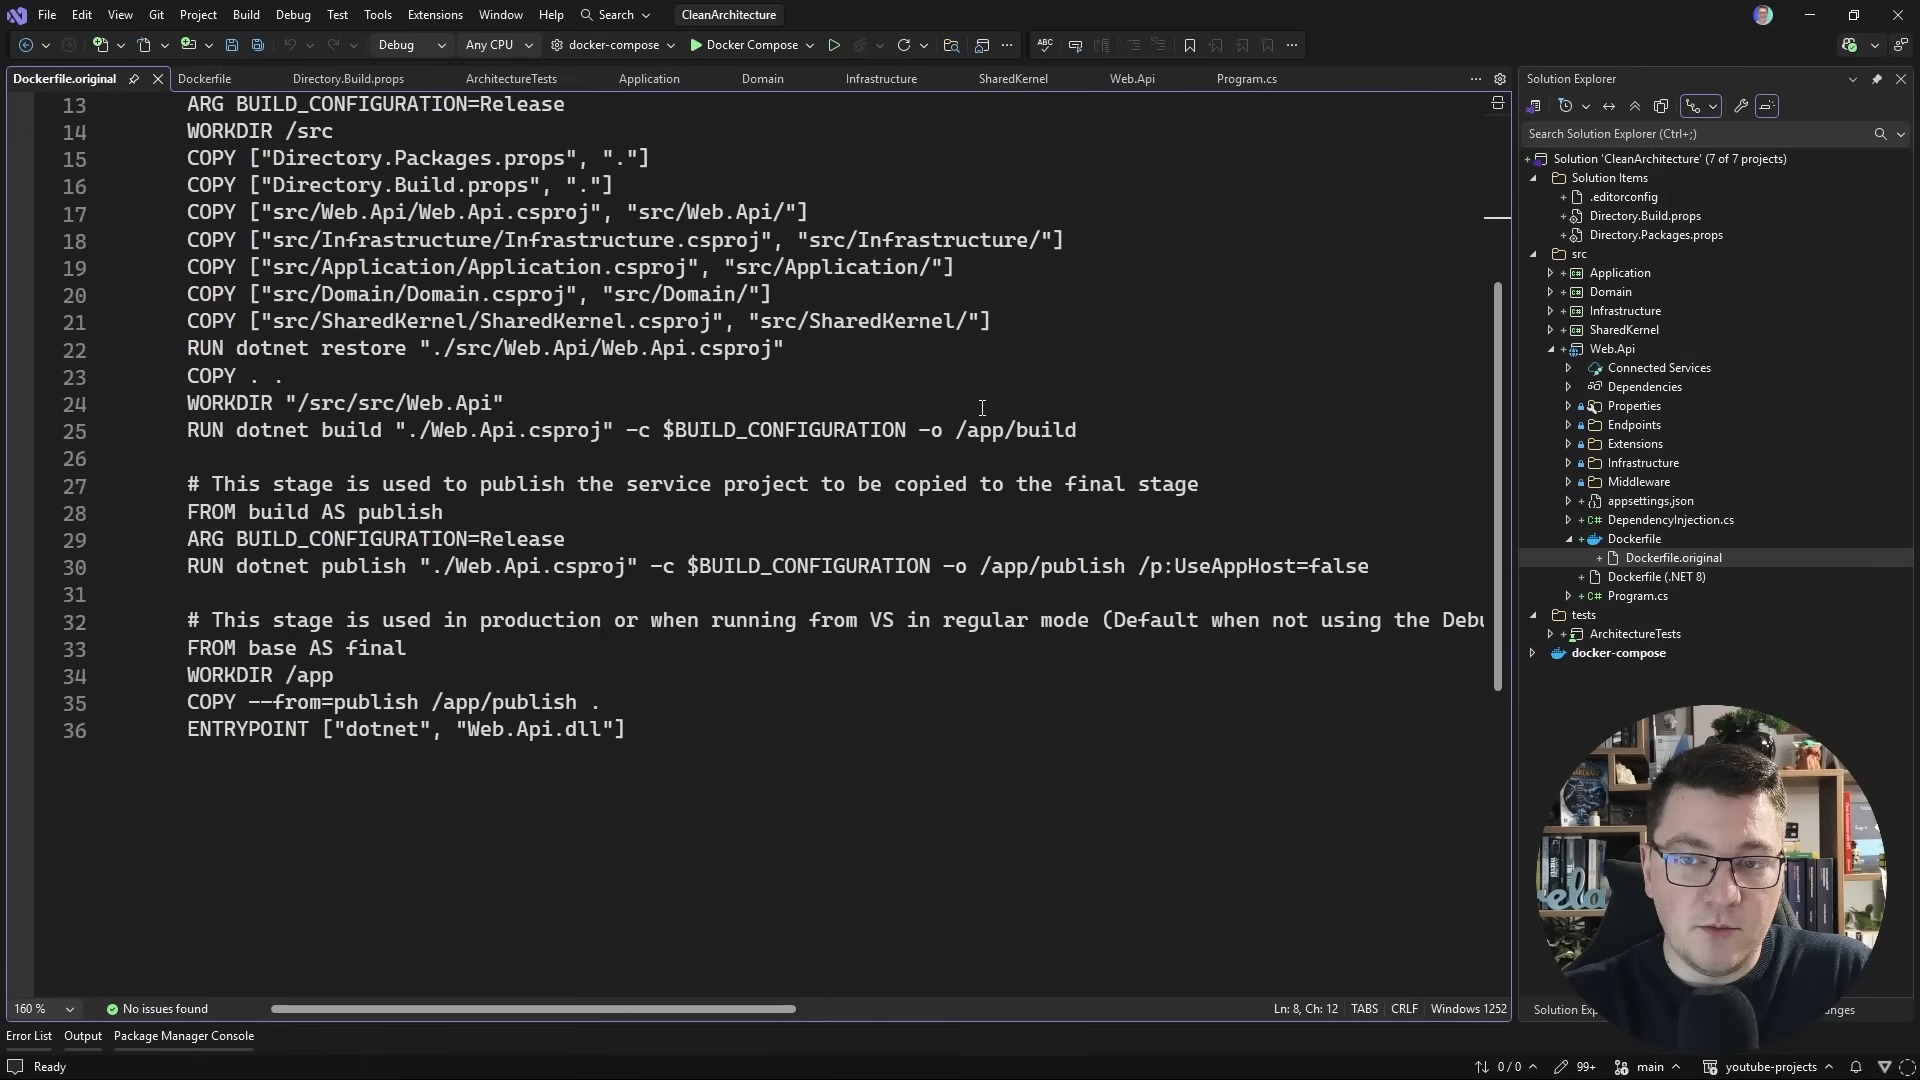 File Edit View Git Project Build Debug Test Tools Extensions Window Help Search CleanArchitecture
Debug Any CPU docker-compose Docker Compose
Dockerfile.original Dockerfile Directory.Build.props ArchitectureTests Application Domain Infrastructure SharedKernel Web.Api Program.cs
13 ARG BUILD_CONFIGURATION=Release
14 WORKDIR /src
15 COPY ["Directory.Packages.props", "."]
16 COPY ["Directory.Build.props", "."]
17 COPY ["src/Web.Api/Web.Api.csproj", "src/Web.Api/"]
18 COPY ["src/Infrastructure/Infrastructure.csproj", "src/Infrastructure/"]
19 COPY ["src/Application/Application.csproj", "src/Application/"]
20 COPY ["src/Domain/Domain.csproj", "src/Domain/"]
21 COPY ["src/SharedKernel/SharedKernel.csproj", "src/SharedKernel/"]
22 RUN dotnet restore "./src/Web.Api/Web.Api.csproj"
23 COPY . .
24 WORKDIR "/src/src/Web.Api"
25 RUN dotnet build "./Web.Api.csproj" -c $BUILD_CONFIGURATION -o /app/build
26
27 # This stage is used to publish the service project to be copied to the final stage
28 FROM build AS publish
29 ARG BUILD_CONFIGURATION=Release
30 RUN dotnet publish "./Web.Api.csproj" -c $BUILD_CONFIGURATION -o /app/publish /p:UseAppHost=false
31
32 # This stage is used in production or when running from VS in regular mode (Default when not using the Debu
33 FROM base AS final
34 WORKDIR /app
35 COPY --from=publish /app/publish .
36 ENTRYPOINT ["dotnet", "Web.Api.dll"]
160 % No issues found Ln: 8, Ch: 12 TABS CRLF Windows 1252
Error List Output Package Manager Console
Ready 0 / 0 99+ main youtube-projects
Solution Explorer
Search Solution Explorer (Ctrl+;)
Solution 'CleanArchitecture' (7 of 7 projects)
Solution Items
.editorconfig
Directory.Build.props
Directory.Packages.props
src
Application
Domain
Infrastructure
SharedKernel
Web.Api
Connected Services
Dependencies
Properties
Endpoints
Extensions
Infrastructure
Middleware
appsettings.json
DependencyInjection.cs
Dockerfile
Dockerfile.original
Dockerfile (.NET 8)
Program.cs
tests
ArchitectureTests
docker-compose
Solution Exp anges